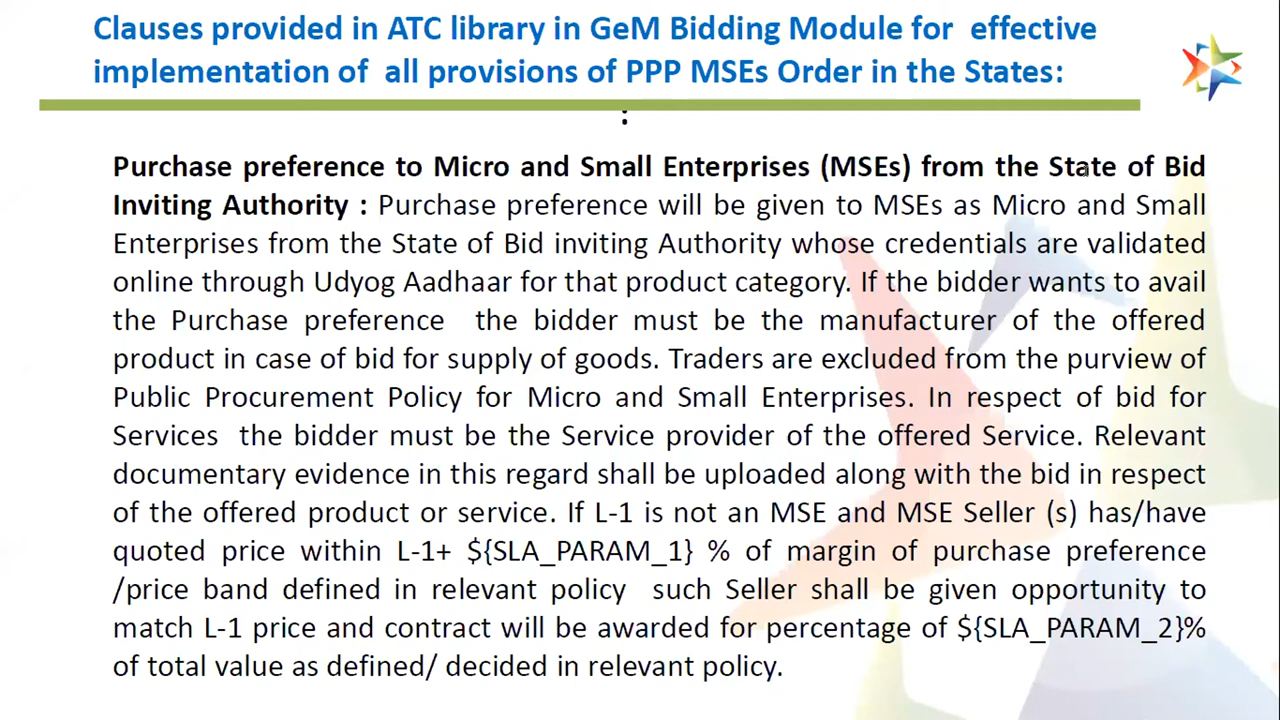 Clauses provided in ATC library in GeM Bidding Module for effective
implementation of all provisions of PPP MSEs Order in the States:
:
Purchase preference to Micro and Small Enterprises (MSEs) from the State of Bid
Inviting Authority : Purchase preference will be given to MSEs as Micro and Small
Enterprises from the State of Bid inviting Authority whose credentials are validated
online through Udyog Aadhaar for that product category. If the bidder wants to avail
the Purchase preference the bidder must be the manufacturer of the offered
product in case of bid for supply of goods. Traders are excluded from the purview of
Public Procurement Policy for Micro and Small Enterprises. In respect of bid for
Services the bidder must be the Service provider of the offered Service. Relevant
documentary evidence in this regard shall be uploaded along with the bid in respect
of the offered product or service. If L-1 is not an MSE and MSE Seller (s) has/have
quoted price within L-1+ ${SLA_PARAM_1} % of margin of purchase preference
/price band defined in relevant policy such Seller shall be given opportunity to
match L-1 price and contract will be awarded for percentage of ${SLA_PARAM_2}%
of total value as defined/ decided in relevant policy.